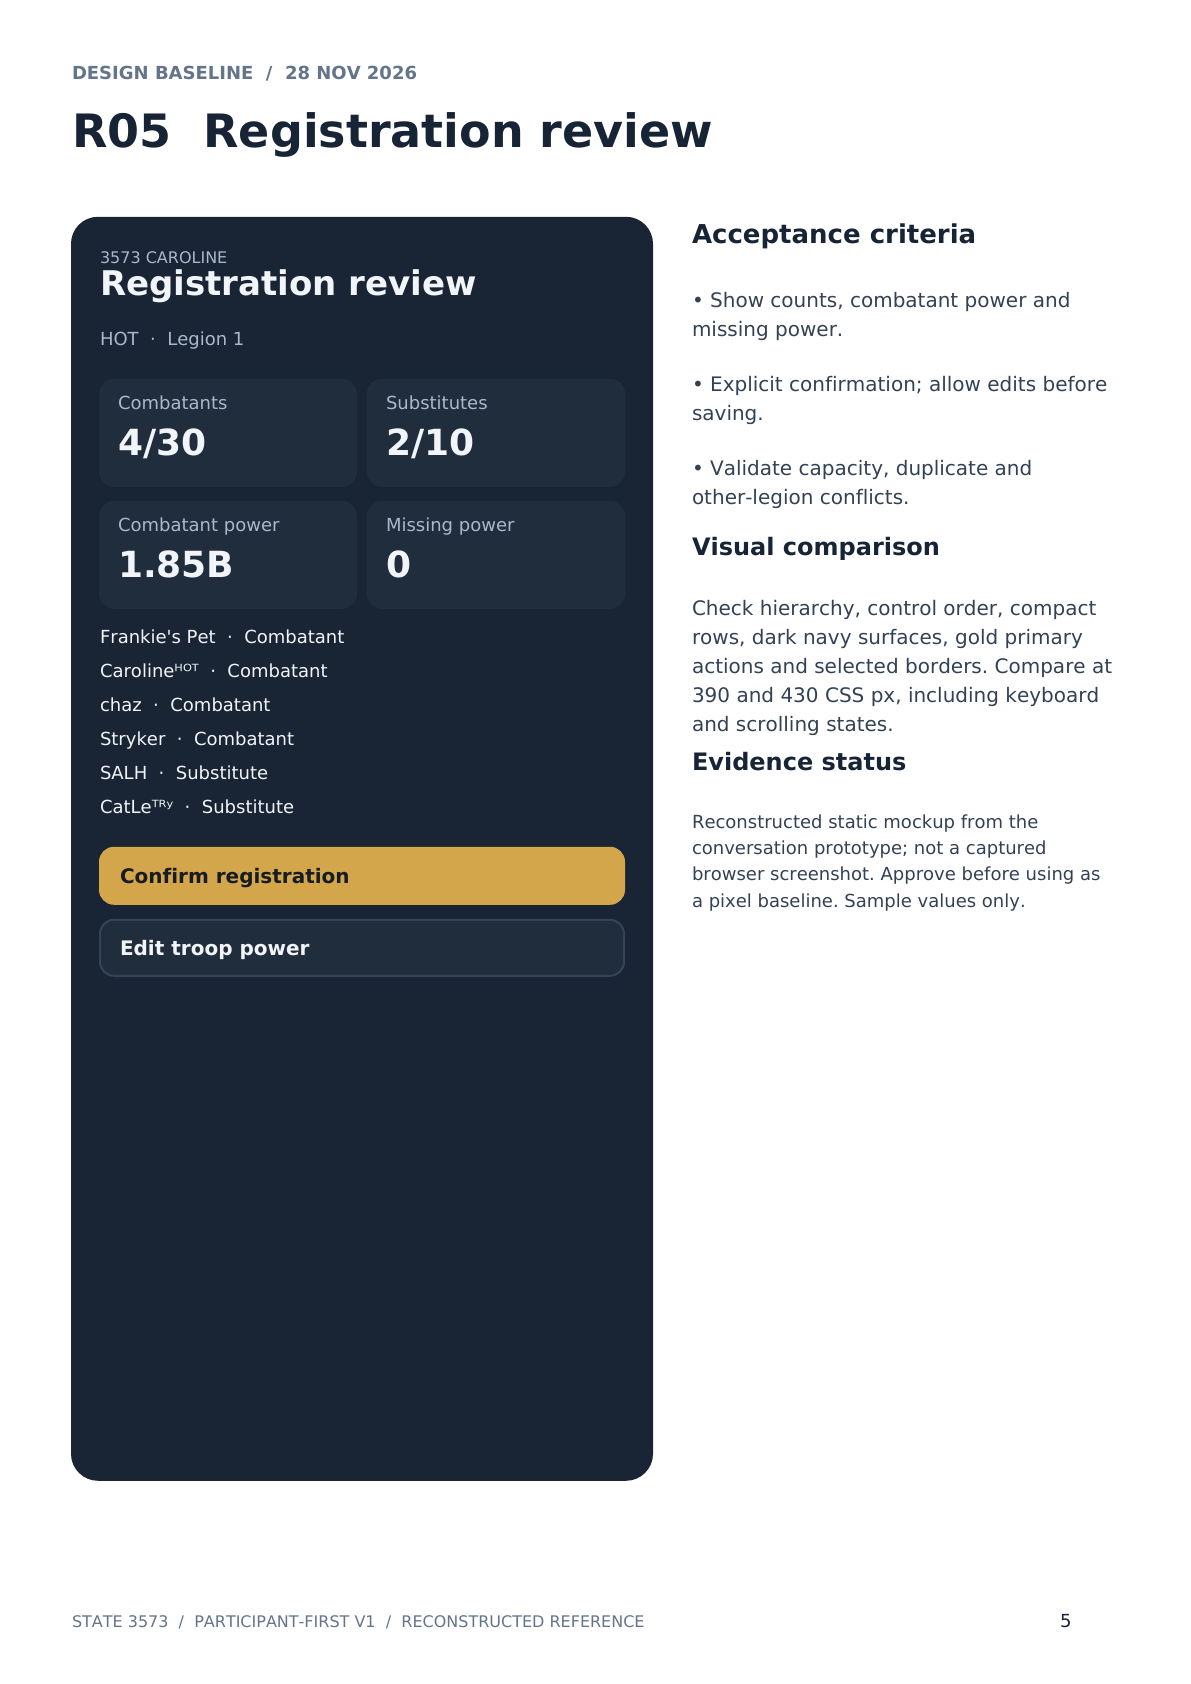 DESIGN BASELINE / 28 NOV 2026
R05 Registration review
3573 CAROLINE
Registration review
HOT · Legion 1
Combatants
4/30
Substitutes
2/10
Combatant power
1.85B
Missing power
0
Frankie's Pet · Combatant
Carolineᴴᴼᵀ · Combatant
chaz · Combatant
Stryker · Combatant
SALH · Substitute
CatLeᵀᴿʸ · Substitute
Confirm registration
Edit troop power
Acceptance criteria
• Show counts, combatant power and
missing power.
• Explicit confirmation; allow edits before
saving.
• Validate capacity, duplicate and
other-legion conflicts.
Visual comparison
Check hierarchy, control order, compact
rows, dark navy surfaces, gold primary
actions and selected borders. Compare at
390 and 430 CSS px, including keyboard
and scrolling states.
Evidence status
Reconstructed static mockup from the
conversation prototype; not a captured
browser screenshot. Approve before using as
a pixel baseline. Sample values only.
STATE 3573 / PARTICIPANT-FIRST V1 / RECONSTRUCTED REFERENCE
5